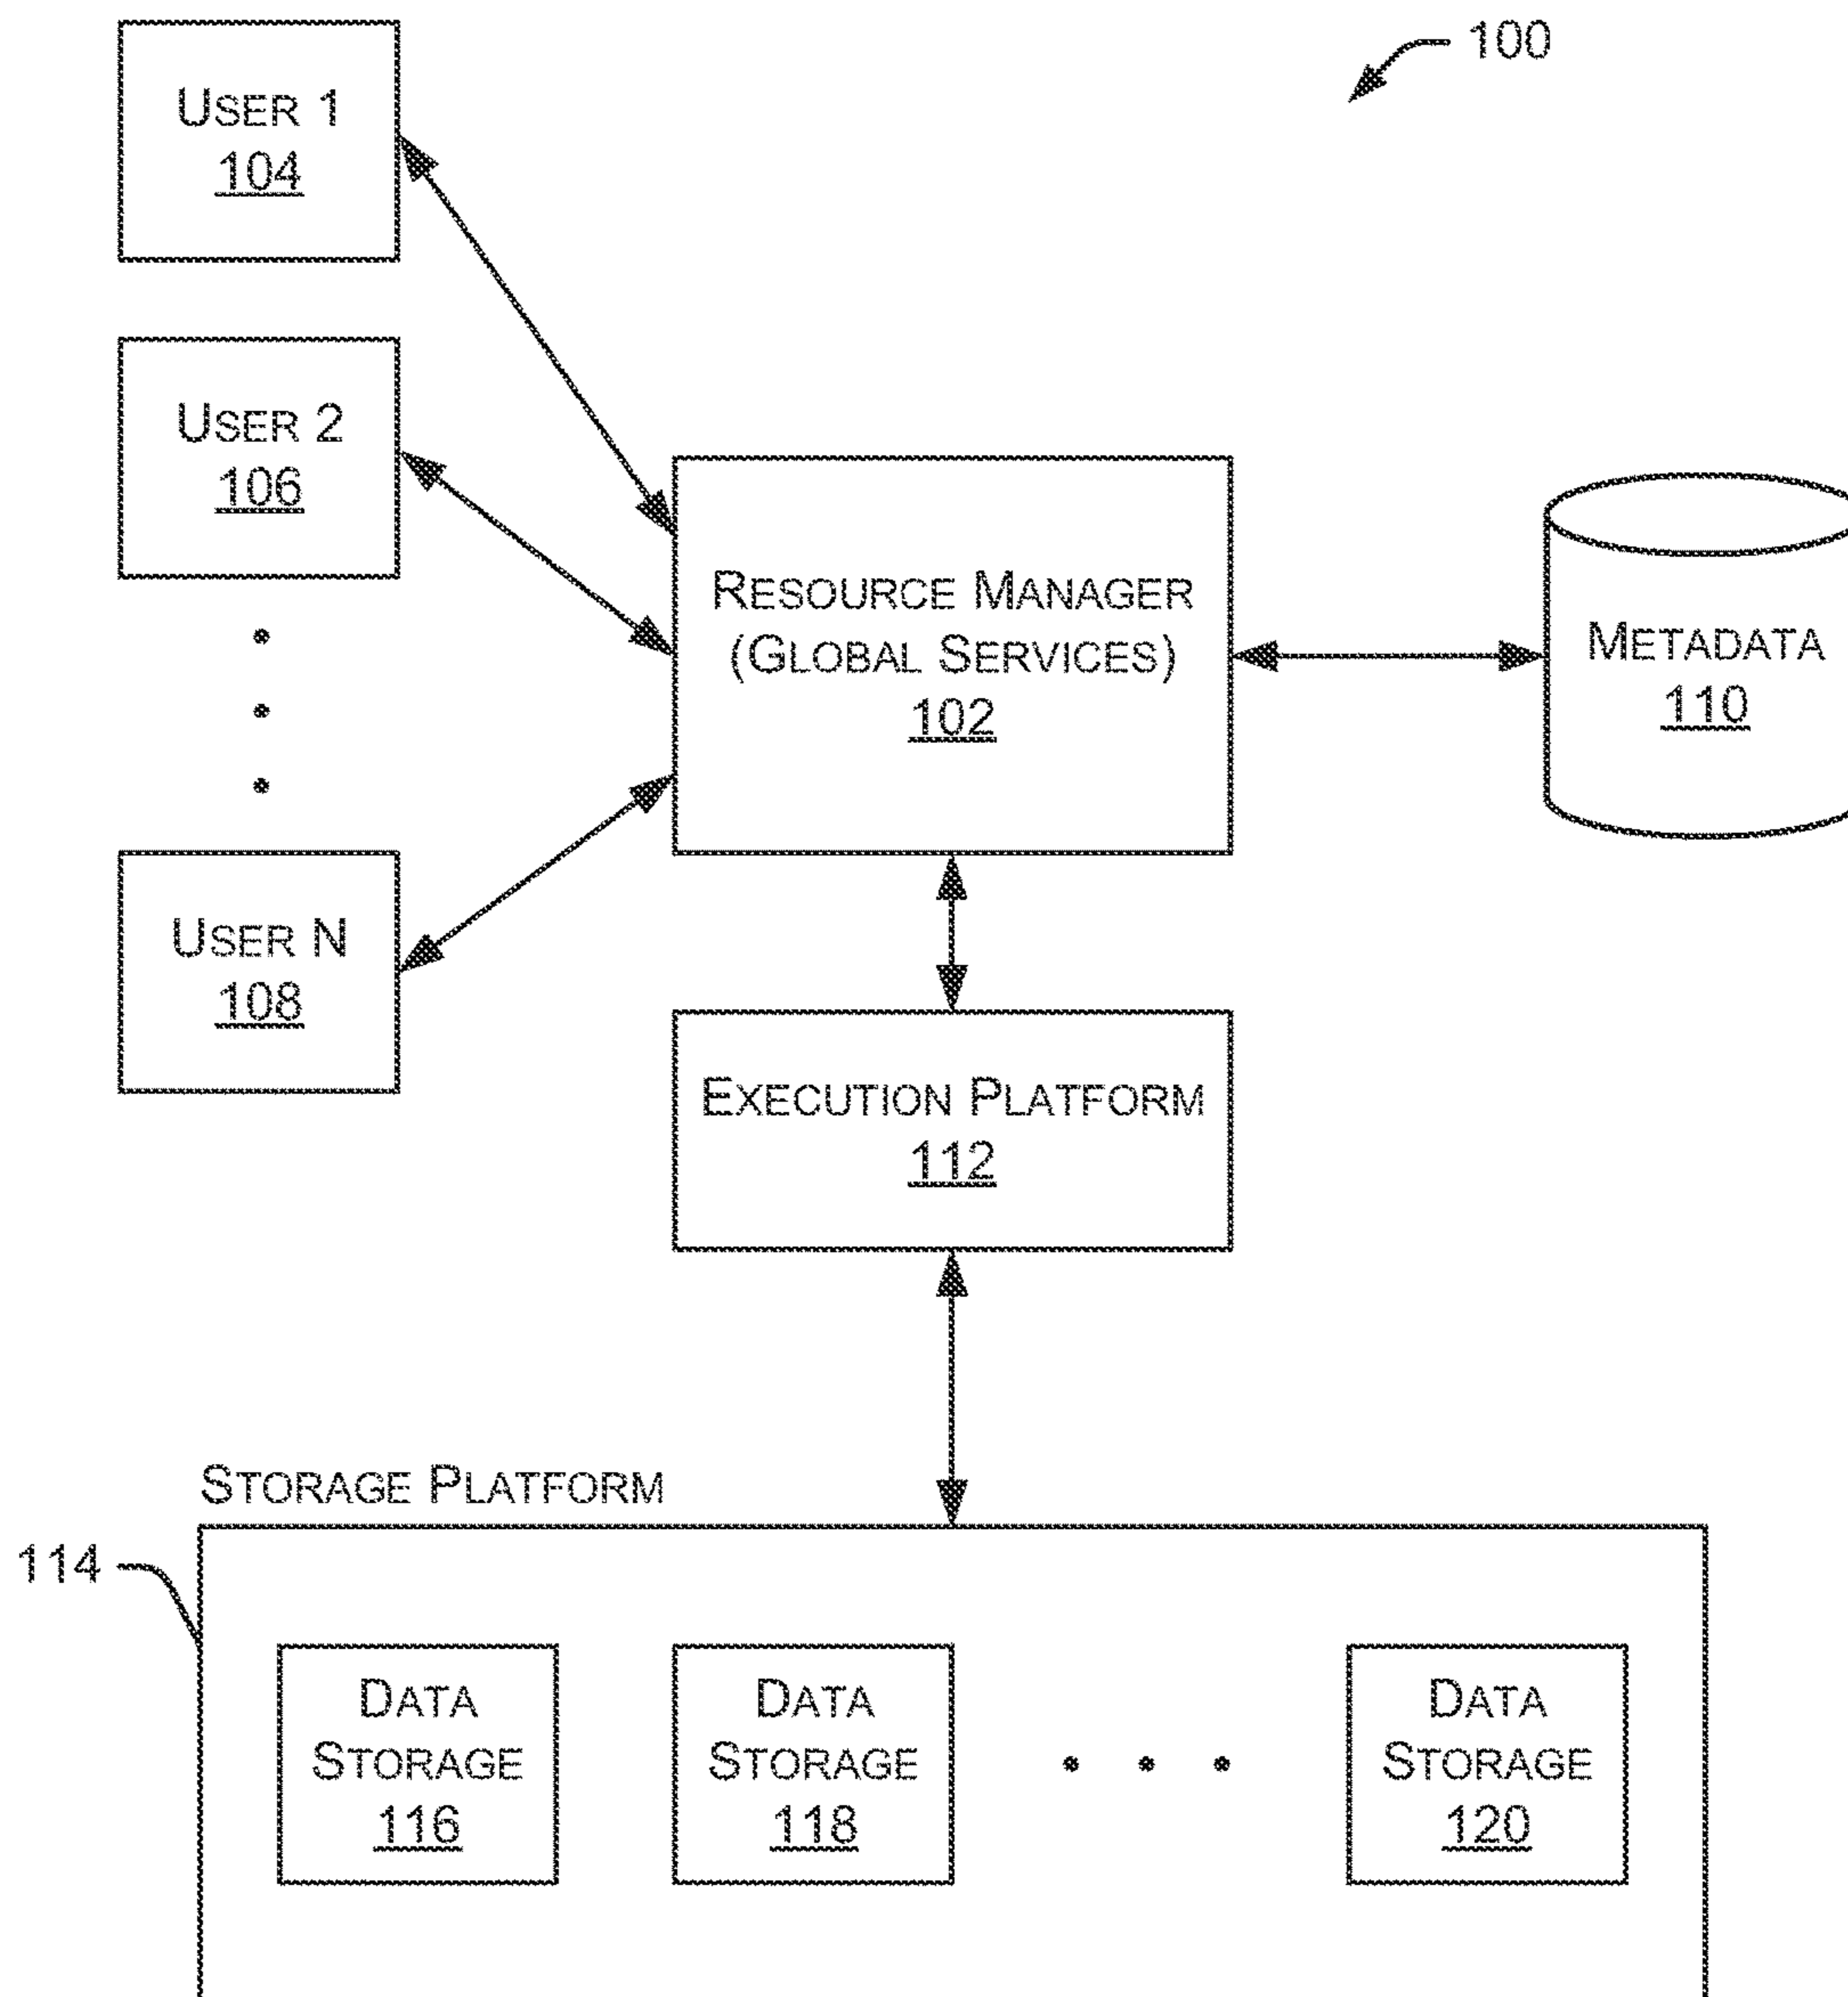 100
USER 1
104
USER 2
106
RESOURCE MANAGER
(GLOBAL SERVICES)
102
METADATA
110
USER N
108
EXECUTION PLATFORM
112
STORAGE PLATFORM
114
DATA
STORAGE
116
DATA
STORAGE
118
DATA
STORAGE
120